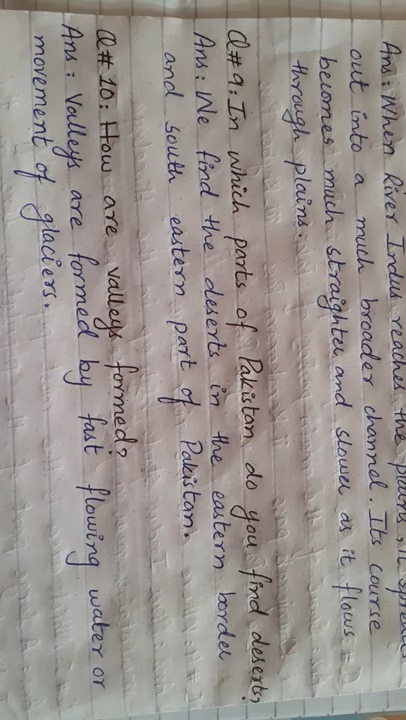 Ans: When River Indus reaches the plains, it spreads
out into a much broader channel. Its course
becomes much straighter and slower as it flows
through plains.
Q#9: In which parts of Pakistan do you find deserts?
Ans: We find the deserts in the eastern border
and south eastern part of Pakistan.
Q#10: How are valleys formed?
Ans: Valleys are formed by fast flowing water or
movement of glaciers.